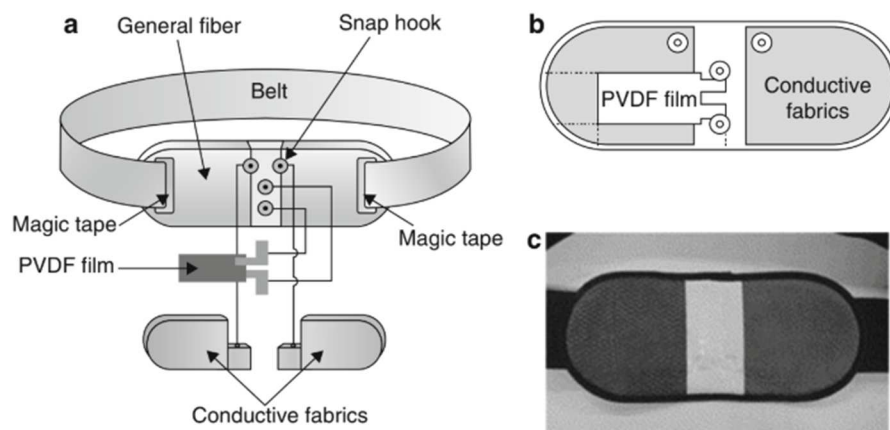 a
General fiber
Snap hook
Belt
Magic tape
Magic tape
PVDF film
Conductive fabrics
b
PVDF film
Conductive
fabrics
c